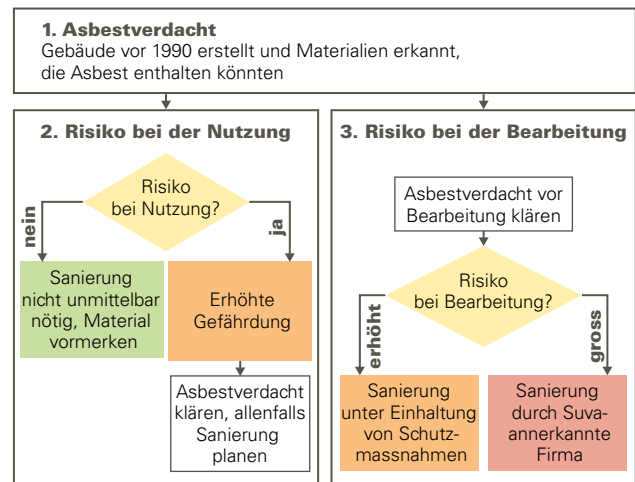 1. Asbestverdacht
Gebäude vor 1990 erstellt und Materialien erkannt,
die Asbest enthalten könnten
2. Risiko bei der Nutzung
Risiko
bei Nutzung?
nein
ja
Sanierung
nicht unmittelbar
nötig, Material
vormerken
Erhöhte
Gefährdung
Asbestverdacht
klären, allenfalls
Sanierung
planen
3. Risiko bei der Bearbeitung
Asbestverdacht vor
Bearbeitung klären
Risiko
bei Bearbeitung?
erhöht
gross
Sanierung
unter Einhaltung
von Schutz-
massnahmen
Sanierung
durch Suva-
annerkannte
Firma